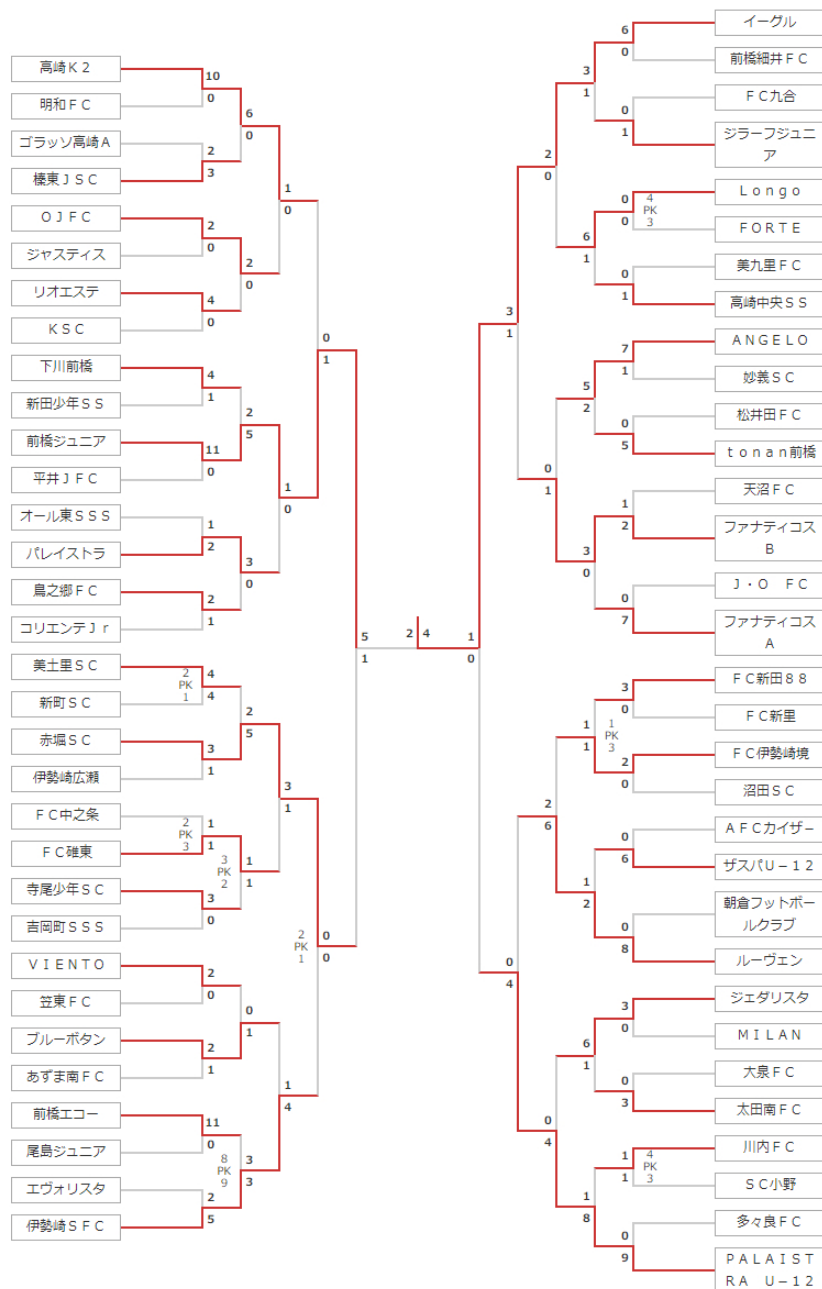 高崎Ｋ２
明和ＦＣ
ゴラッソ高崎Ａ
榛東ＪＳＣ
ＯＪＦＣ
ジャスティス
リオエステ
ＫＳＣ
下川前橋
新田少年ＳＳ
前橋ジュニア
平井ＪＦＣ
オール東ＳＳＳ
パレイストラ
鳥之郷ＦＣ
コリエンテＪｒ
美土里ＳＣ
新町ＳＣ
赤堀ＳＣ
伊勢崎広瀬
ＦＣ中之条
ＦＣ碓東
寺尾少年ＳＣ
吉岡町ＳＳＳ
ＶＩＥＮＴＯ
笠東ＦＣ
ブルーボタン
あずま南ＦＣ
前橋エコー
尾島ジュニア
エヴォリスタ
伊勢崎ＳＦＣ
10
0
2
3
2
0
4
0
4
1
11
0
1
2
2
1
2
PK
1
4
4
3
1
2
PK
3
1
1
3
0
2
0
2
1
11
0
2
5
6
0
2
0
2
5
3
0
2
5
3
PK
2
1
1
0
1
8
PK
9
3
3
1
0
1
0
3
1
1
4
0
1
2
PK
1
0
0
5
1
2
4
1
0
3
1
0
4
2
0
0
1
2
6
0
4
3
1
6
1
5
2
3
0
1
1
1
PK
3
1
2
6
1
1
8
6
0
0
1
0
0
4
PK
3
0
1
7
1
0
5
1
2
0
7
3
0
2
0
0
6
0
8
3
0
0
3
1
1
4
PK
3
0
9
イーグル
前橋細井ＦＣ
ＦＣ九合
ジラーフジュニ
ア
Ｌｏｎｇｏ
ＦＯＲＴＥ
美九里ＦＣ
高崎中央ＳＳ
ＡＮＧＥＬＯ
妙義ＳＣ
松井田ＦＣ
ｔｏｎａｎ前橋
天沼ＦＣ
ファナティコス
Ｂ
Ｊ・Ｏ　ＦＣ
ファナティコス
Ａ
ＦＣ新田８８
ＦＣ新里
ＦＣ伊勢崎境
沼田ＳＣ
ＡＦＣカイザー
ザスパＵ－１２
朝倉フットボー
ルクラブ
ルーヴェン
ジェダリスタ
ＭＩＬＡＮ
大泉ＦＣ
太田南ＦＣ
川内ＦＣ
ＳＣ小野
多々良ＦＣ
ＰＡＬＡＩＳＴ
ＲＡ　Ｕ－１２